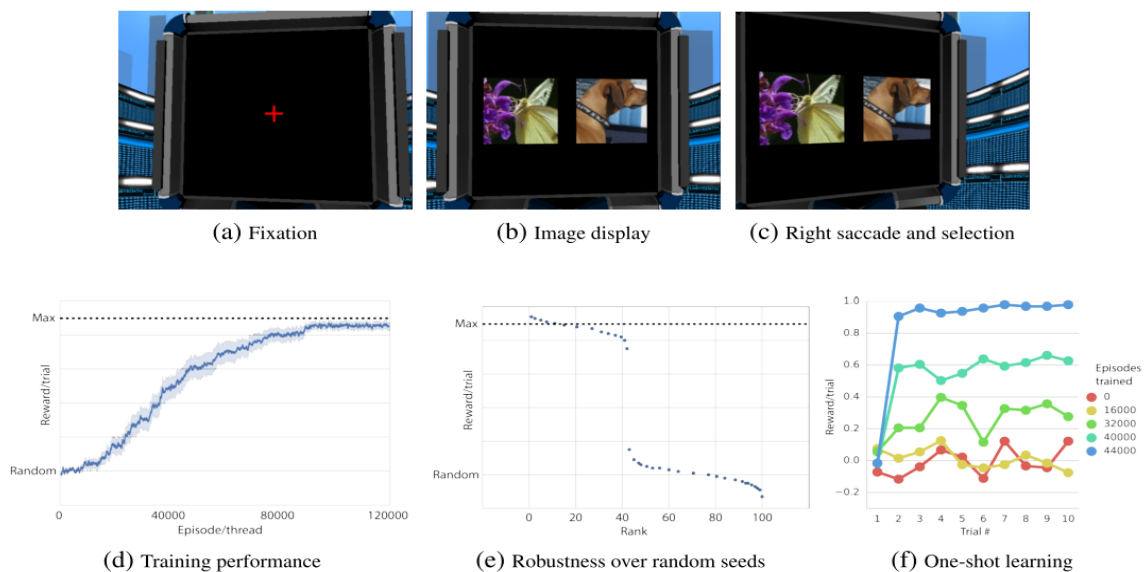 (a) Fixation
(b) Image display
(c) Right saccade and selection
Max
Reward/trial
Random
0 40000 80000 120000
Episode/thread
(d) Training performance
Max
Reward/trial
Random
0 20 40 60 80 100
Rank
(e) Robustness over random seeds
1.0
0.8
0.6
0.4
0.2
0.0
−0.2
Reward/trial
1 2 3 4 5 6 7 8 9 10
Trial #
Episodes
trained
0
16000
32000
40000
44000
(f) One-shot learning